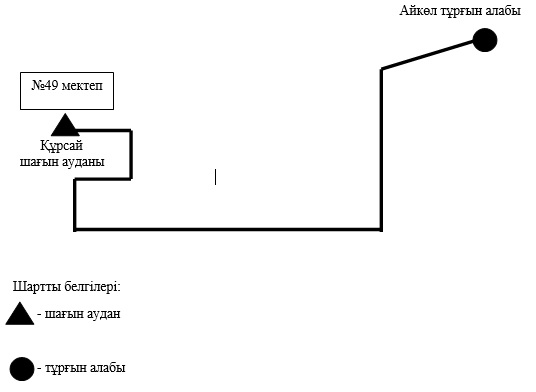 Айкөл тұрғын алабы
№49 мектеп
Құрсай
шағын ауданы
Шартты белгілері:
- шағын аудан
- тұрғын алабы